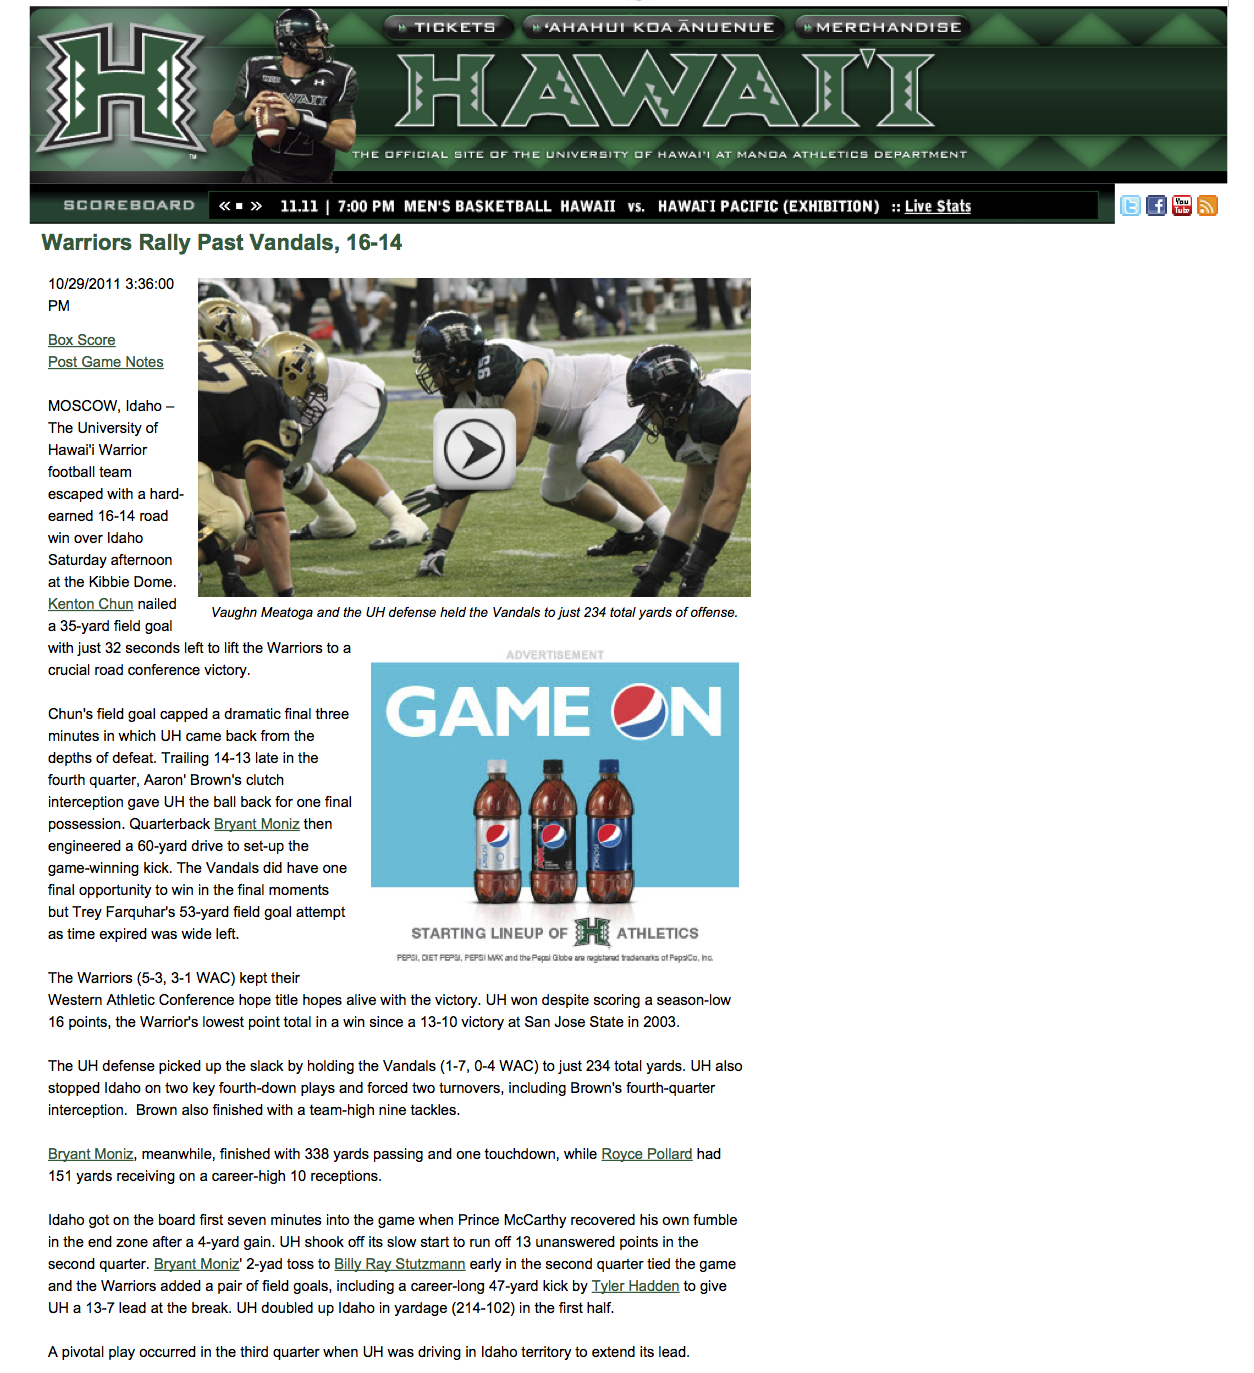 TICKETS
'AHAHUI KOA ĀNUENUE
MERCHANDISE
H
HAWAI'I
THE OFFICIAL SITE OF THE UNIVERSITY OF HAWAI'I AT MANOA ATHLETICS DEPARTMENT
SCOREBOARD
11.11 | 7:00 PM MEN'S BASKETBALL HAWAII vs. HAWAI'I PACIFIC (EXHIBITION) :: Live Stats
Warriors Rally Past Vandals, 16-14
10/29/2011 3:36:00
PM
Box Score
Post Game Notes
MOSCOW, Idaho –
The University of
Hawai'i Warrior
football team
escaped with a hard-
earned 16-14 road
win over Idaho
Saturday afternoon
at the Kibbie Dome.
Kenton Chun nailed
a 35-yard field goal
with just 32 seconds left to lift the Warriors to a
crucial road conference victory.
Vaughn Meatoga and the UH defense held the Vandals to just 234 total yards of offense.
ADVERTISEMENT
GAME ON
STARTING LINEUP OF H ATHLETICS
PEPSI, DIET PEPSI, PEPSI MAX and the Pepsi Globe are registered trademarks of PepsiCo, Inc.
Chun's field goal capped a dramatic final three
minutes in which UH came back from the
depths of defeat. Trailing 14-13 late in the
fourth quarter, Aaron' Brown's clutch
interception gave UH the ball back for one final
possession. Quarterback Bryant Moniz then
engineered a 60-yard drive to set-up the
game-winning kick. The Vandals did have one
final opportunity to win in the final moments
but Trey Farquhar's 53-yard field goal attempt
as time expired was wide left.
The Warriors (5-3, 3-1 WAC) kept their
Western Athletic Conference hope title hopes alive with the victory. UH won despite scoring a season-low
16 points, the Warrior's lowest point total in a win since a 13-10 victory at San Jose State in 2003.
The UH defense picked up the slack by holding the Vandals (1-7, 0-4 WAC) to just 234 total yards. UH also
stopped Idaho on two key fourth-down plays and forced two turnovers, including Brown's fourth-quarter
interception. Brown also finished with a team-high nine tackles.
Bryant Moniz, meanwhile, finished with 338 yards passing and one touchdown, while Royce Pollard had
151 yards receiving on a career-high 10 receptions.
Idaho got on the board first seven minutes into the game when Prince McCarthy recovered his own fumble
in the end zone after a 4-yard gain. UH shook off its slow start to run off 13 unanswered points in the
second quarter. Bryant Moniz' 2-yad toss to Billy Ray Stutzmann early in the second quarter tied the game
and the Warriors added a pair of field goals, including a career-long 47-yard kick by Tyler Hadden to give
UH a 13-7 lead at the break. UH doubled up Idaho in yardage (214-102) in the first half.
A pivotal play occurred in the third quarter when UH was driving in Idaho territory to extend its lead.